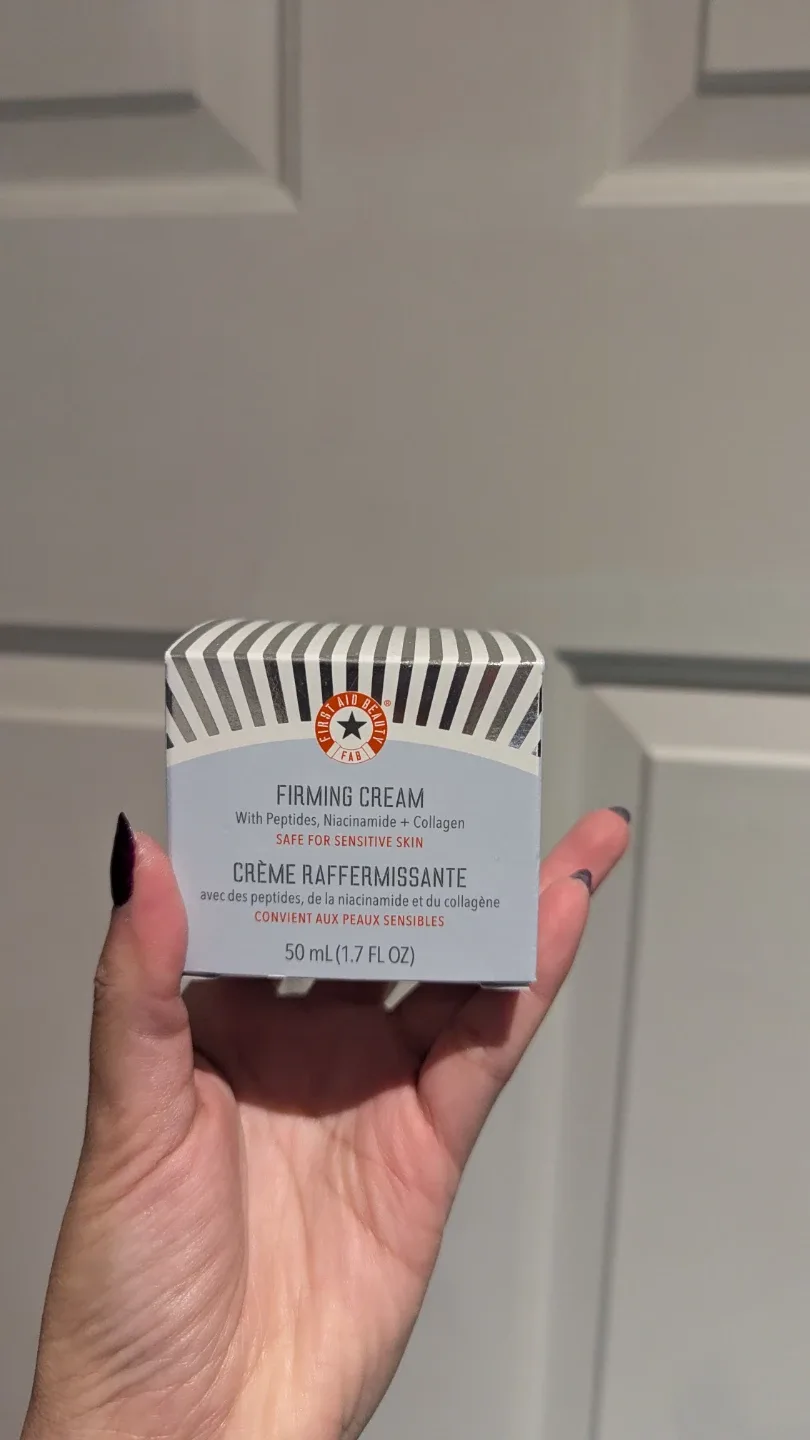 FIRST AID BEAUTY ®
F.A.B
FIRMING CREAM
With Peptides, Niacinamide + Collagen
SAFE FOR SENSITIVE SKIN
CRÈME RAFFERMISSANTE
avec des peptides, de la niacinamide et du collagène
CONVIENT AUX PEAUX SENSIBLES
50 mL (1.7 FL OZ)